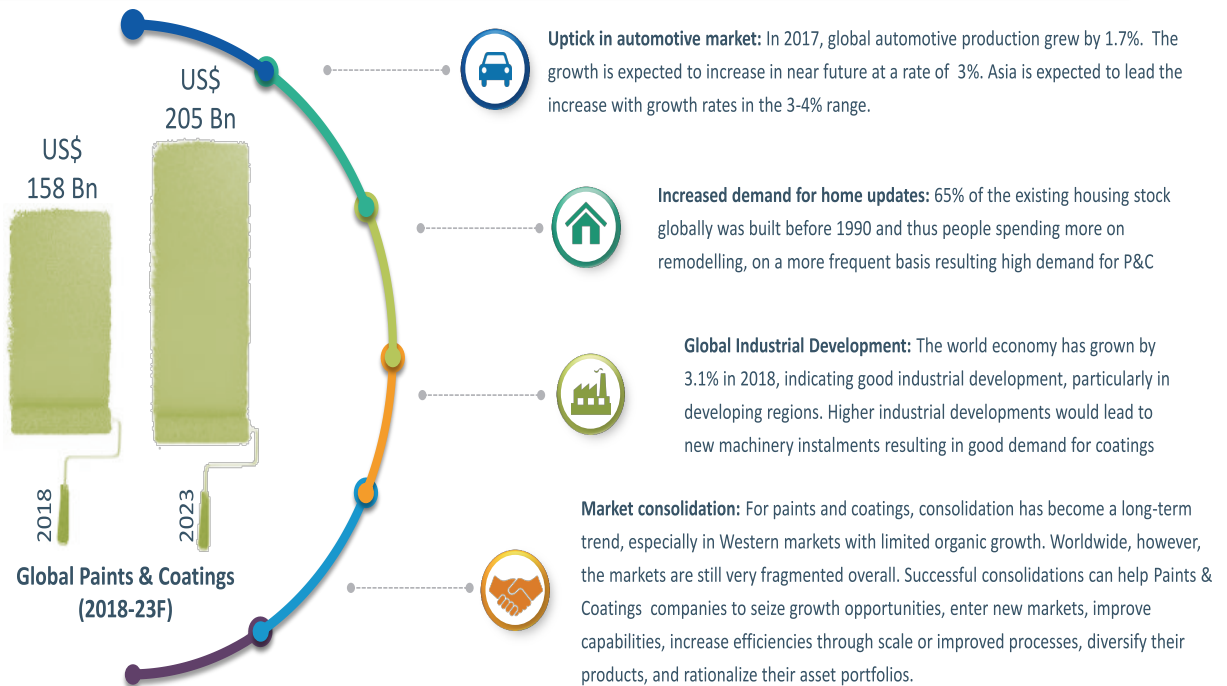 US$
158 Bn
US$
205 Bn
2018
2023
Global Paints & Coatings
(2018-23F)
Uptick in automotive market: In 2017, global automotive production grew by 1.7%. The
growth is expected to increase in near future at a rate of 3%. Asia is expected to lead the
increase with growth rates in the 3-4% range.
Increased demand for home updates: 65% of the existing housing stock
globally was built before 1990 and thus people spending more on
remodelling, on a more frequent basis resulting high demand for P&C
Global Industrial Development: The world economy has grown by
3.1% in 2018, indicating good industrial development, particularly in
developing regions. Higher industrial developments would lead to
new machinery instalments resulting in good demand for coatings
Market consolidation: For paints and coatings, consolidation has become a long-term
trend, especially in Western markets with limited organic growth. Worldwide, however,
the markets are still very fragmented overall. Successful consolidations can help Paints &
Coatings companies to seize growth opportunities, enter new markets, improve
capabilities, increase efficiencies through scale or improved processes, diversify their
products, and rationalize their asset portfolios.